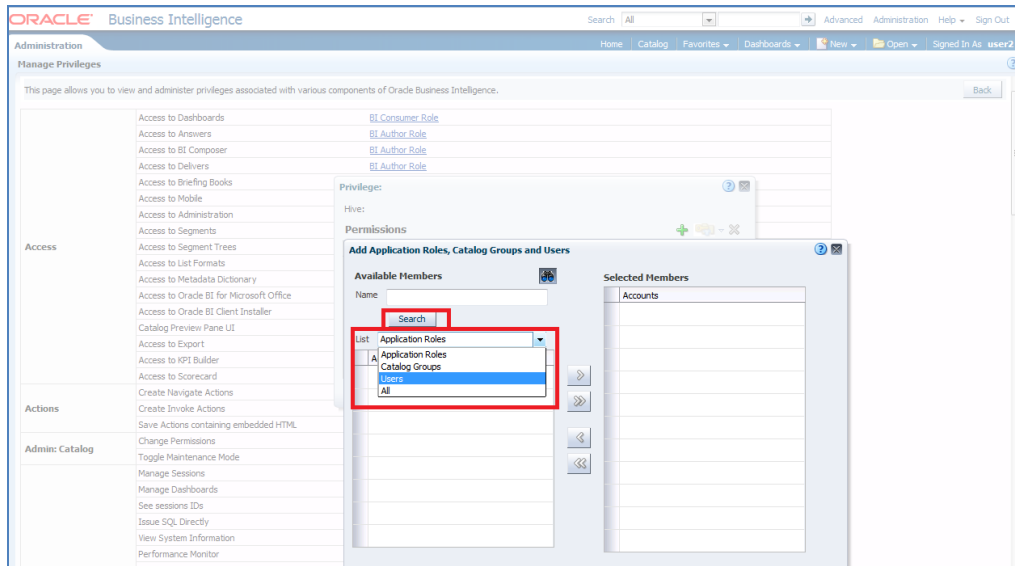 ORACLE Business Intelligence
Search All Advanced Administration Help Sign Out
Administration
Home Catalog Favorites Dashboards New Open Signed In As user2
Manage Privileges
This page allows you to view and administer privileges associated with various components of Oracle Business Intelligence.
Back
Access
Access to Dashboards BI Consumer Role
Access to Answers BI Author Role
Access to BI Composer BI Author Role
Access to Delivers BI Author Role
Access to Briefing Books
Access to Mobile
Access to Administration
Access to Segments
Access to Segment Trees
Access to List Formats
Access to Metadata Dictionary
Access to Oracle BI for Microsoft Office
Access to Oracle BI Client Installer
Catalog Preview Pane UI
Access to Export
Access to KPI Builder
Access to Scorecard
Actions
Create Navigate Actions
Create Invoke Actions
Save Actions containing embedded HTML
Admin: Catalog
Change Permissions
Toggle Maintenance Mode
Manage Sessions
Manage Dashboards
See sessions IDs
Issue SQL Directly
View System Information
Performance Monitor
Privilege:
Hive:
Permissions
Add Application Roles, Catalog Groups and Users
Available Members
Name
Search
List Application Roles
A
Application Roles
Catalog Groups
Users
All
Selected Members
Accounts